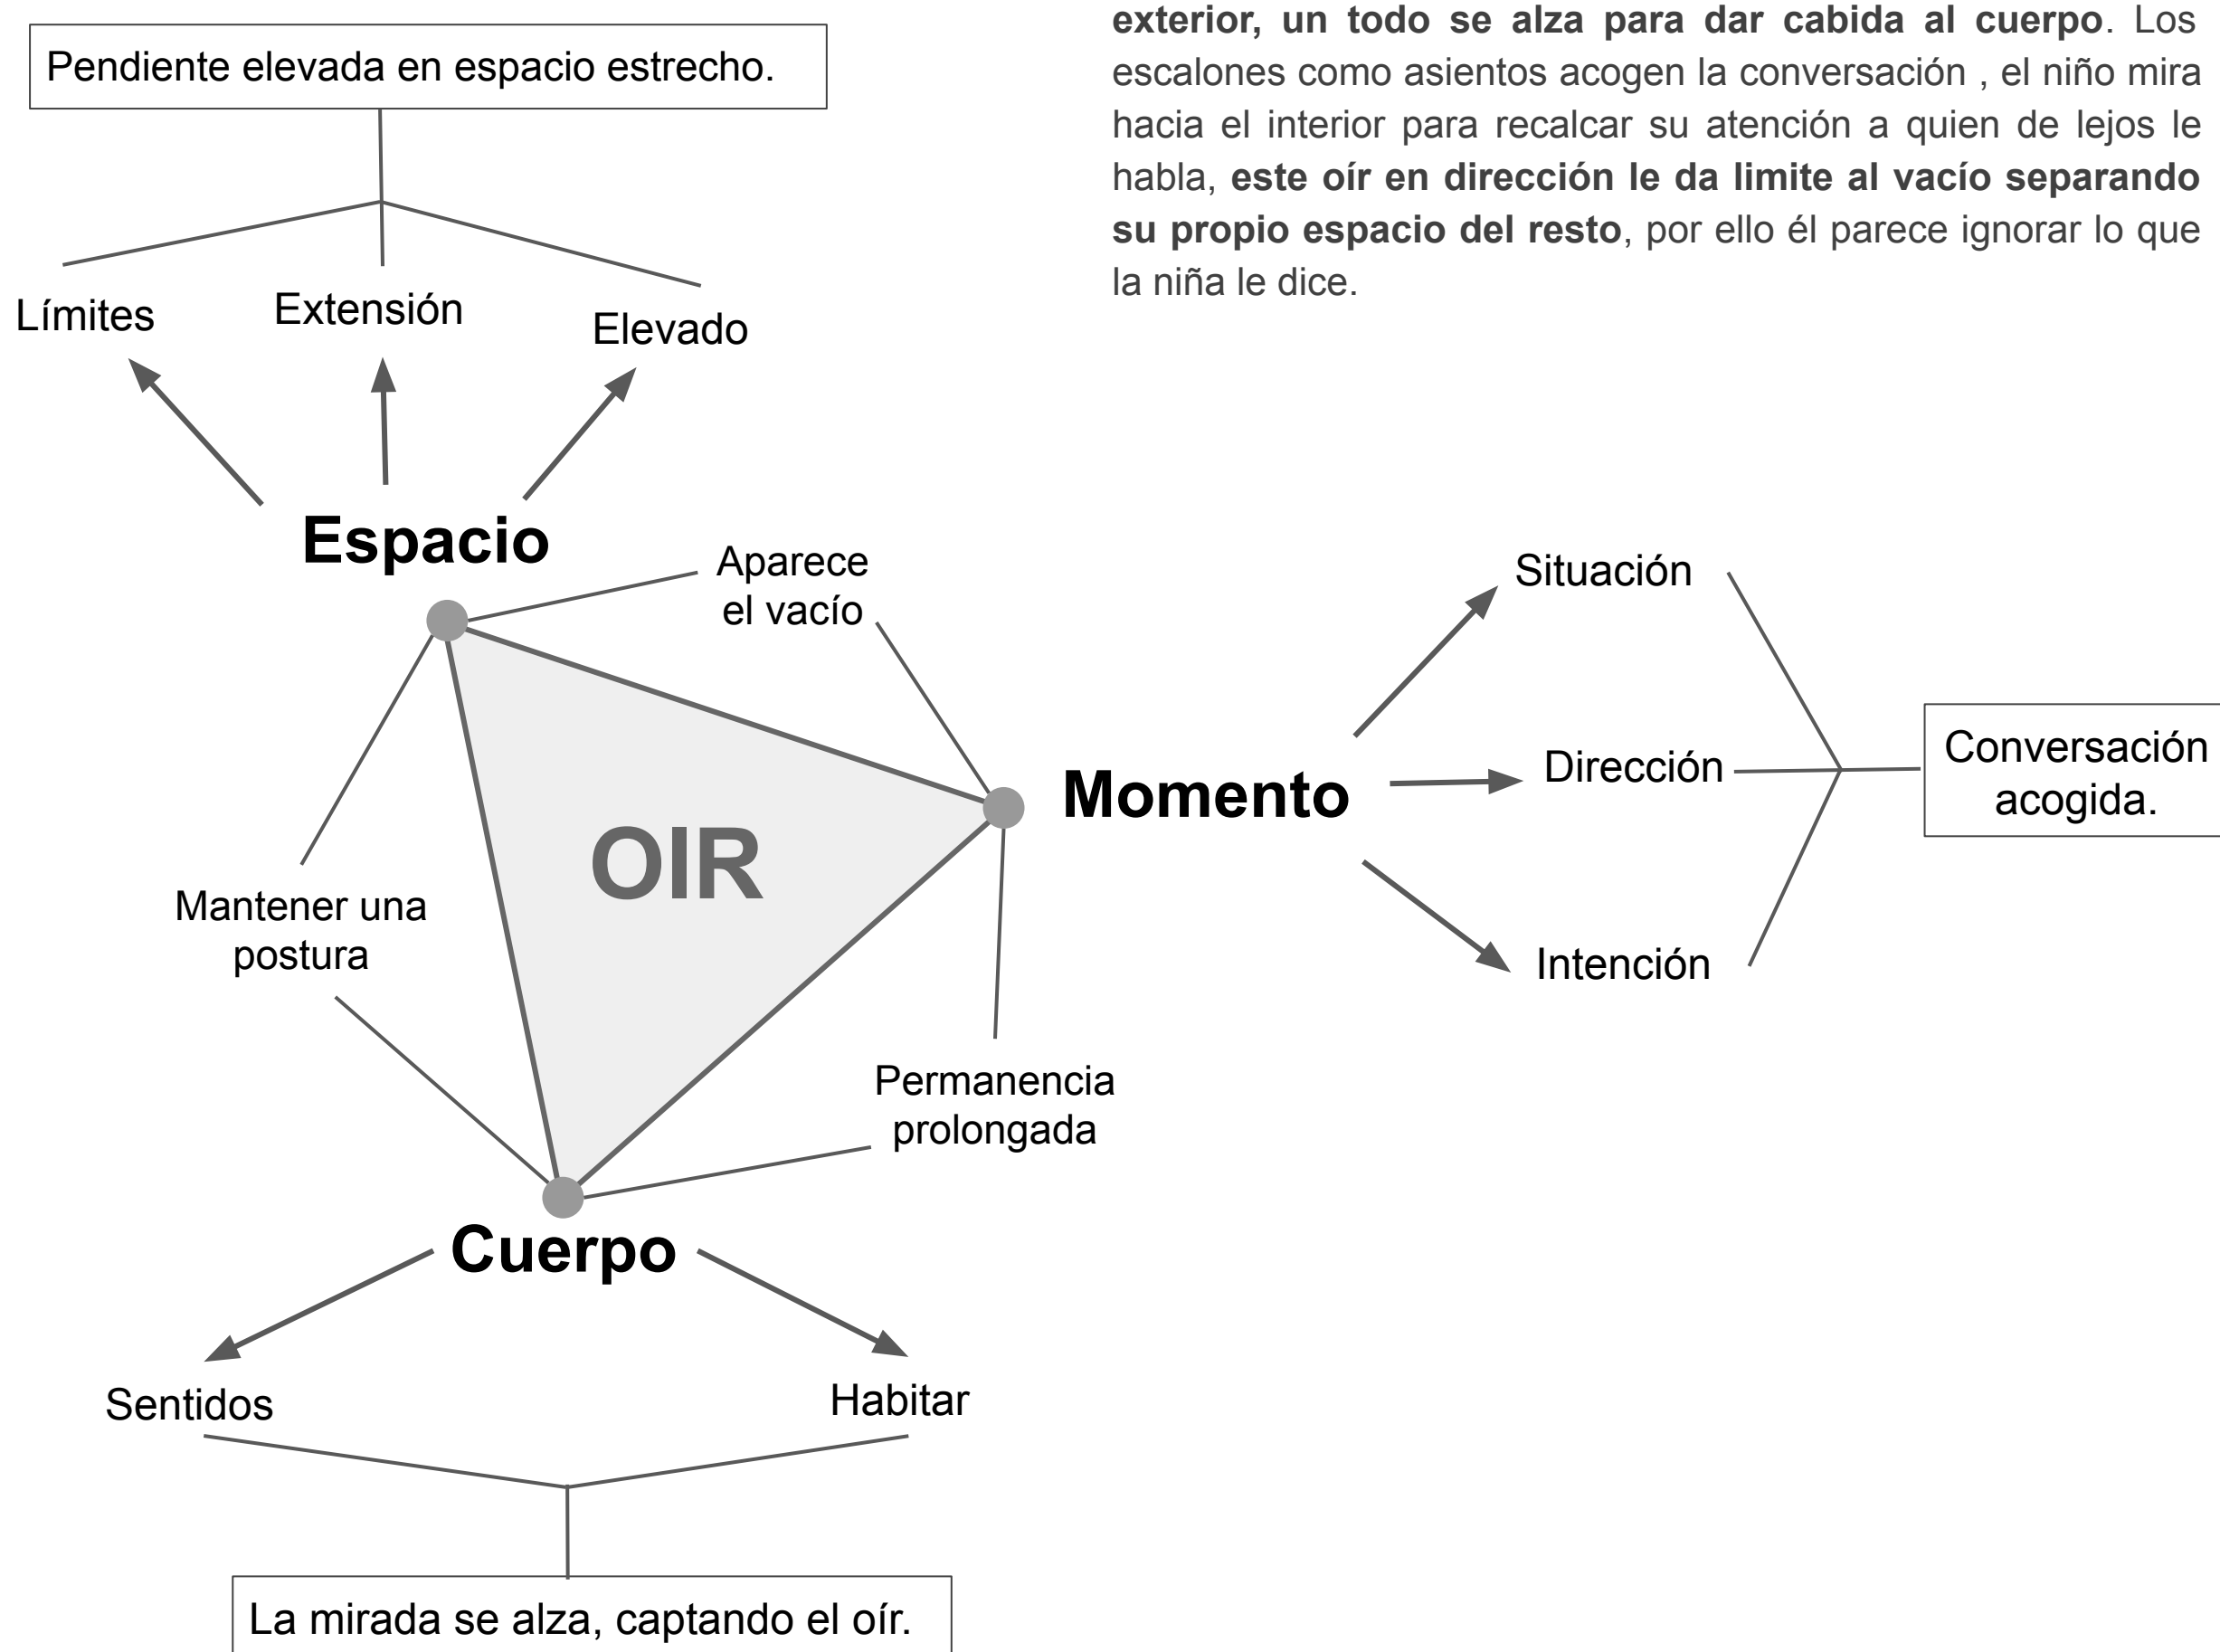 exterior, un todo se alza para dar cabida al cuerpo. Los
escalones como asientos acogen la conversación , el niño mira
hacia el interior para recalcar su atención a quien de lejos le
habla, este oír en dirección le da limite al vacío separando
su propio espacio del resto, por ello él parece ignorar lo que
la niña le dice.
Pendiente elevada en espacio estrecho.
Límites
Extensión
Elevado
Espacio
Aparece
el vacío
Situación
Dirección
Intención
Momento
Conversación
acogida.
OIR
Mantener una
postura
Permanencia
prolongada
Cuerpo
Sentidos
Habitar
La mirada se alza, captando el oír.